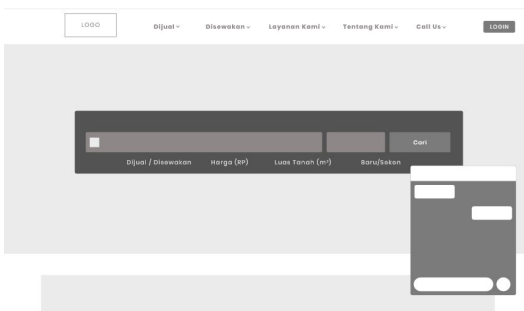 LOGO
Dijual
Disewakan
Layanan Kami
Tentang Kami
Call Us
LOGIN
Cari
Dijual / Disewakan
Harga (RP)
Luas Tanah (m²)
Baru/Seken